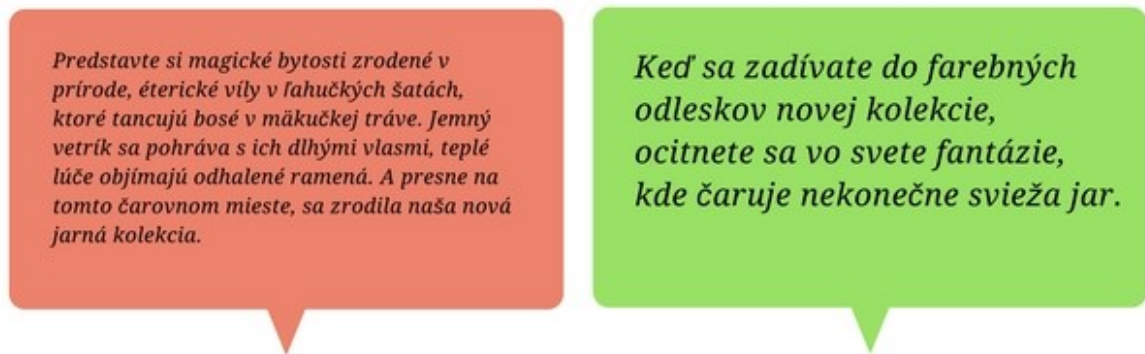 Predstavte si magické bytosti zrodené v
prírode, éterické víly v ľahučkých šatách,
ktoré tancujú bosé v mäkučkej tráve. Jemný
vetrík sa pohráva s ich dlhými vlasmi, teplé
lúče objímajú odhalené ramená. A presne na
tomto čarovnom mieste, sa zrodila naša nová
jarná kolekcia.
Keď sa zadívate do farebných
odleskov novej kolekcie,
ocitnete sa vo svete fantázie,
kde čaruje nekonečne svieža jar.